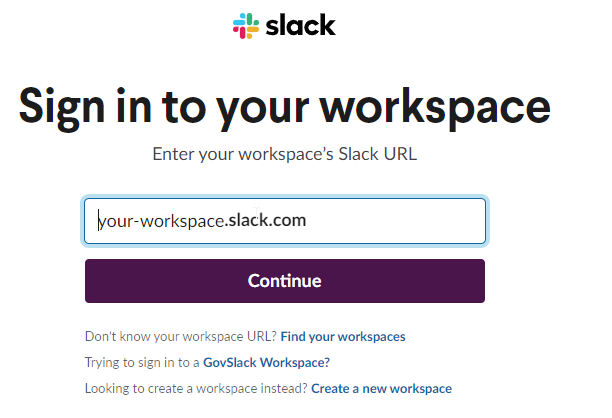 slack
Sign in to your workspace
Enter your workspace’s Slack URL
your-workspace.slack.com
Continue
Don't know your workspace URL? Find your workspaces
Trying to sign in to a GovSlack Workspace?
Looking to create a workspace instead? Create a new workspace